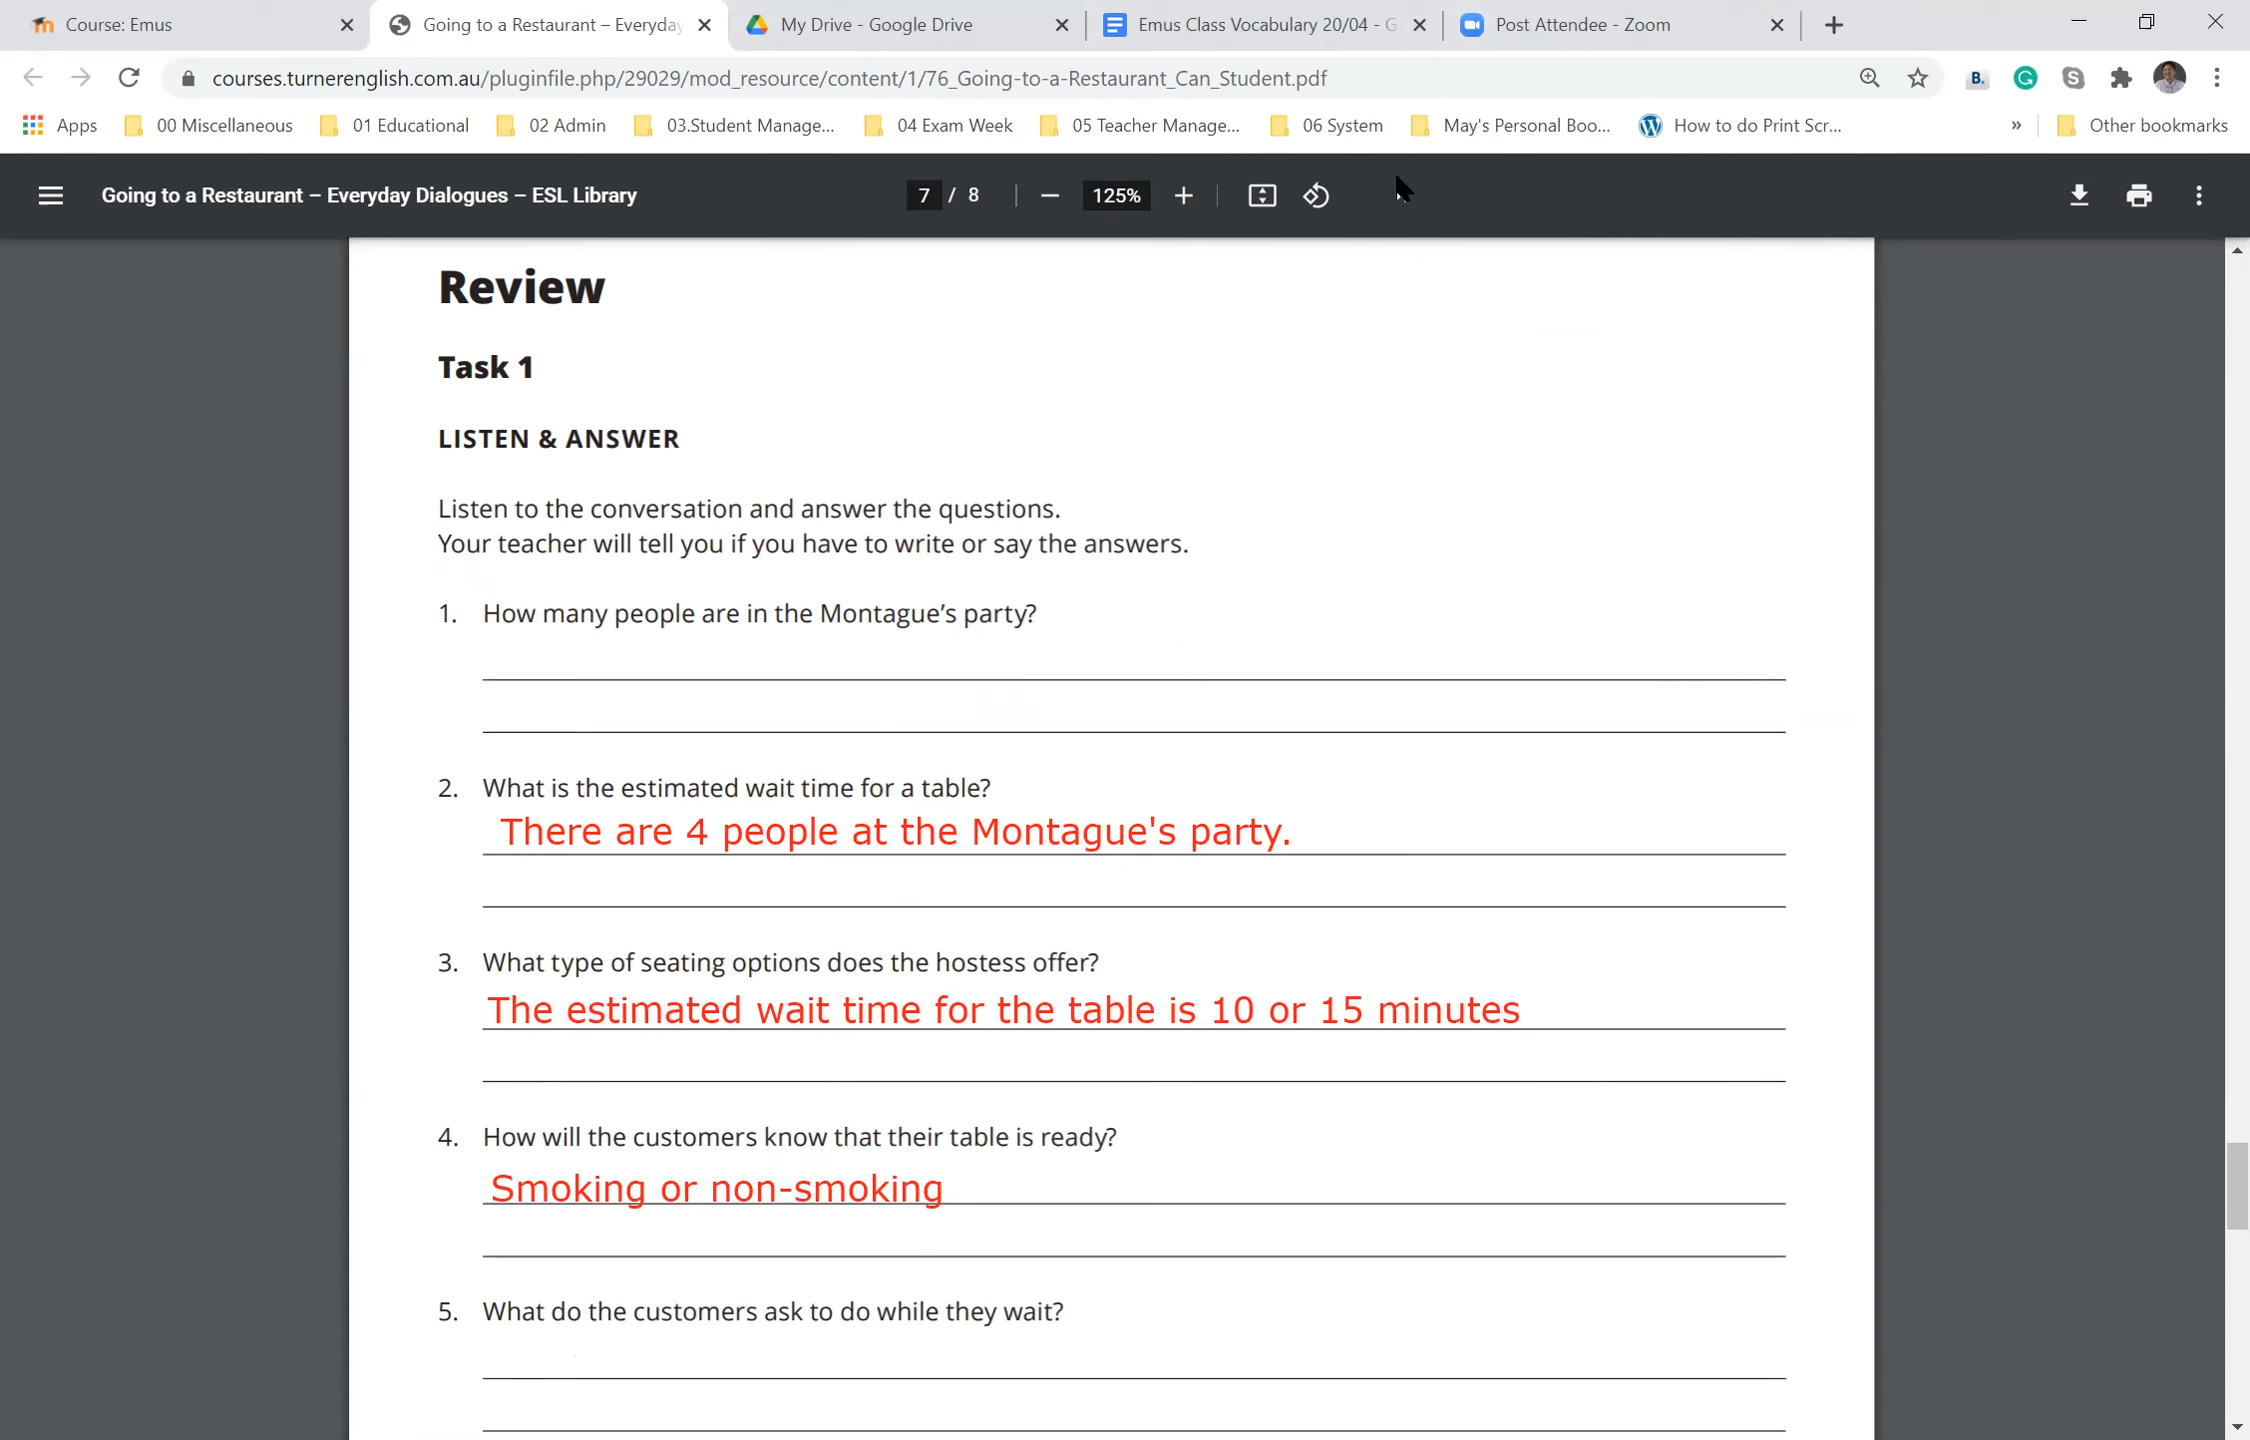 Course: Emus
Going to a Restaurant – Everyday
My Drive - Google Drive
Emus Class Vocabulary 20/04 - G
Post Attendee - Zoom
courses.turnerenglish.com.au/pluginfile.php/29029/mod_resource/content/1/76_Going-to-a-Restaurant_Can_Student.pdf
B.
Apps
00 Miscellaneous
01 Educational
02 Admin
03.Student Manage...
04 Exam Week
05 Teacher Manage...
06 System
May's Personal Boo...
How to do Print Scr...
»
Other bookmarks
Going to a Restaurant – Everyday Dialogues – ESL Library
7 / 8
125%
Review
Task 1
LISTEN & ANSWER
Listen to the conversation and answer the questions.
Your teacher will tell you if you have to write or say the answers.
1. How many people are in the Montague’s party?
2. What is the estimated wait time for a table?
There are 4 people at the Montague's party.
3. What type of seating options does the hostess offer?
The estimated wait time for the table is 10 or 15 minutes
4. How will the customers know that their table is ready?
Smoking or non-smoking
5. What do the customers ask to do while they wait?